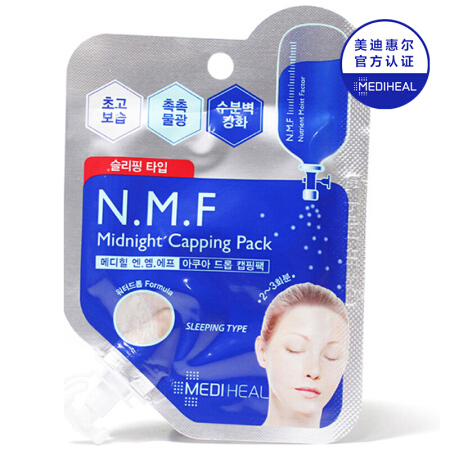 美迪惠尔
官方认证
MEDIHEAL
초고
보습
촉촉
물광
수분벽
강화
N.M.F
Nutrient Moist Factor
슬리핑 타입
N.M.F
Midnight Capping Pack
메디힐 엔.엠.에프 아쿠아 드롭 캡핑팩
2~3회분
워터드롭 Formula
SLEEPING TYPE
MEDIHEAL